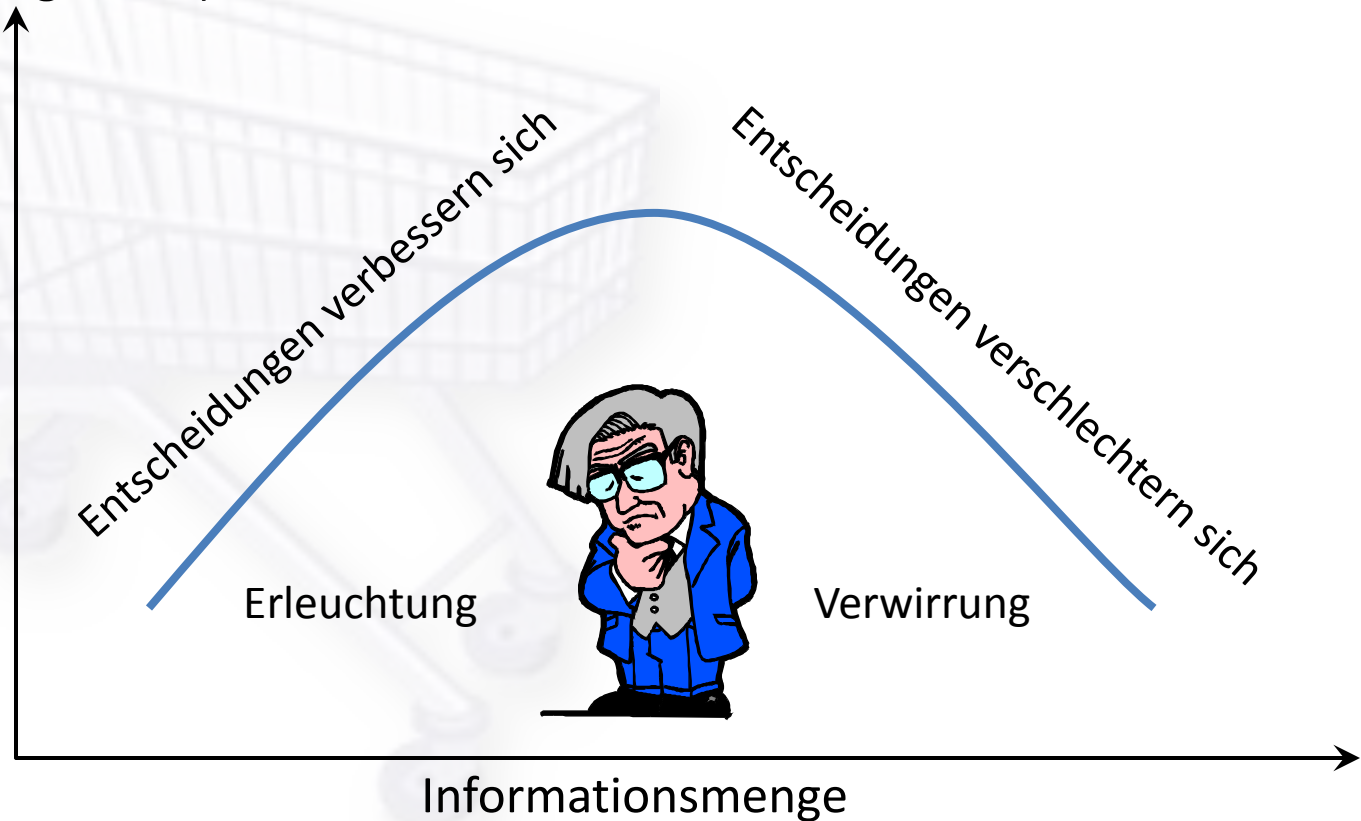 Entscheidungen verbessern sich
Entscheidungen verschlechtern sich
Erleuchtung
Verwirrung
Informationsmenge